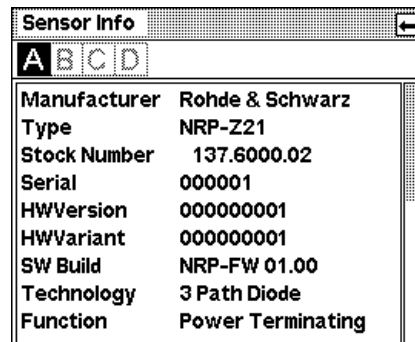 Sensor Info
A B C D
Manufacturer Rohde & Schwarz
Type NRP-Z21
Stock Number 137.6000.02
Serial 000001
HWVersion 000000001
HWVariant 000000001
SW Build NRP-FW 01.00
Technology 3 Path Diode
Function Power Terminating